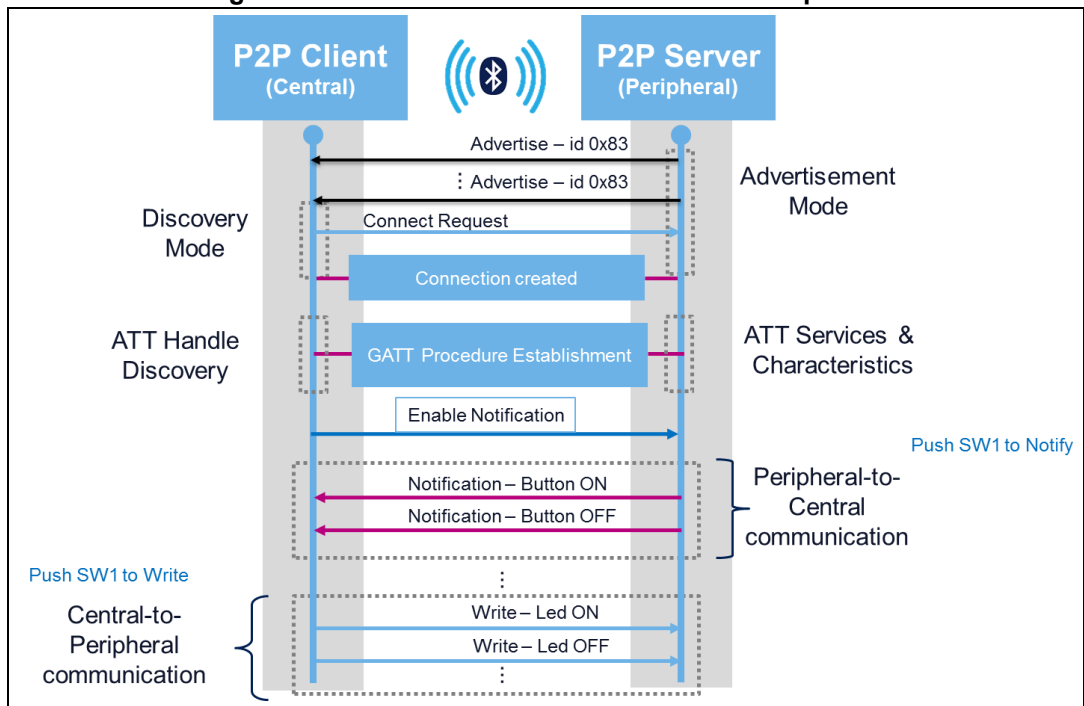 P2P Client
(Central)
P2P Server
(Peripheral)
Advertise – id 0x83
⋮ Advertise – id 0x83
Advertisement
Mode
Discovery
Mode
Connect Request
Connection created
ATT Handle
Discovery
GATT Procedure Establishment
ATT Services &
Characteristics
Enable Notification
Push SW1 to Notify
Notification – Button ON
Notification – Button OFF
Peripheral-to-
Central
communication
Push SW1 to Write
⋮
Central-to-
Peripheral
communication
Write – Led ON
Write – Led OFF
⋮